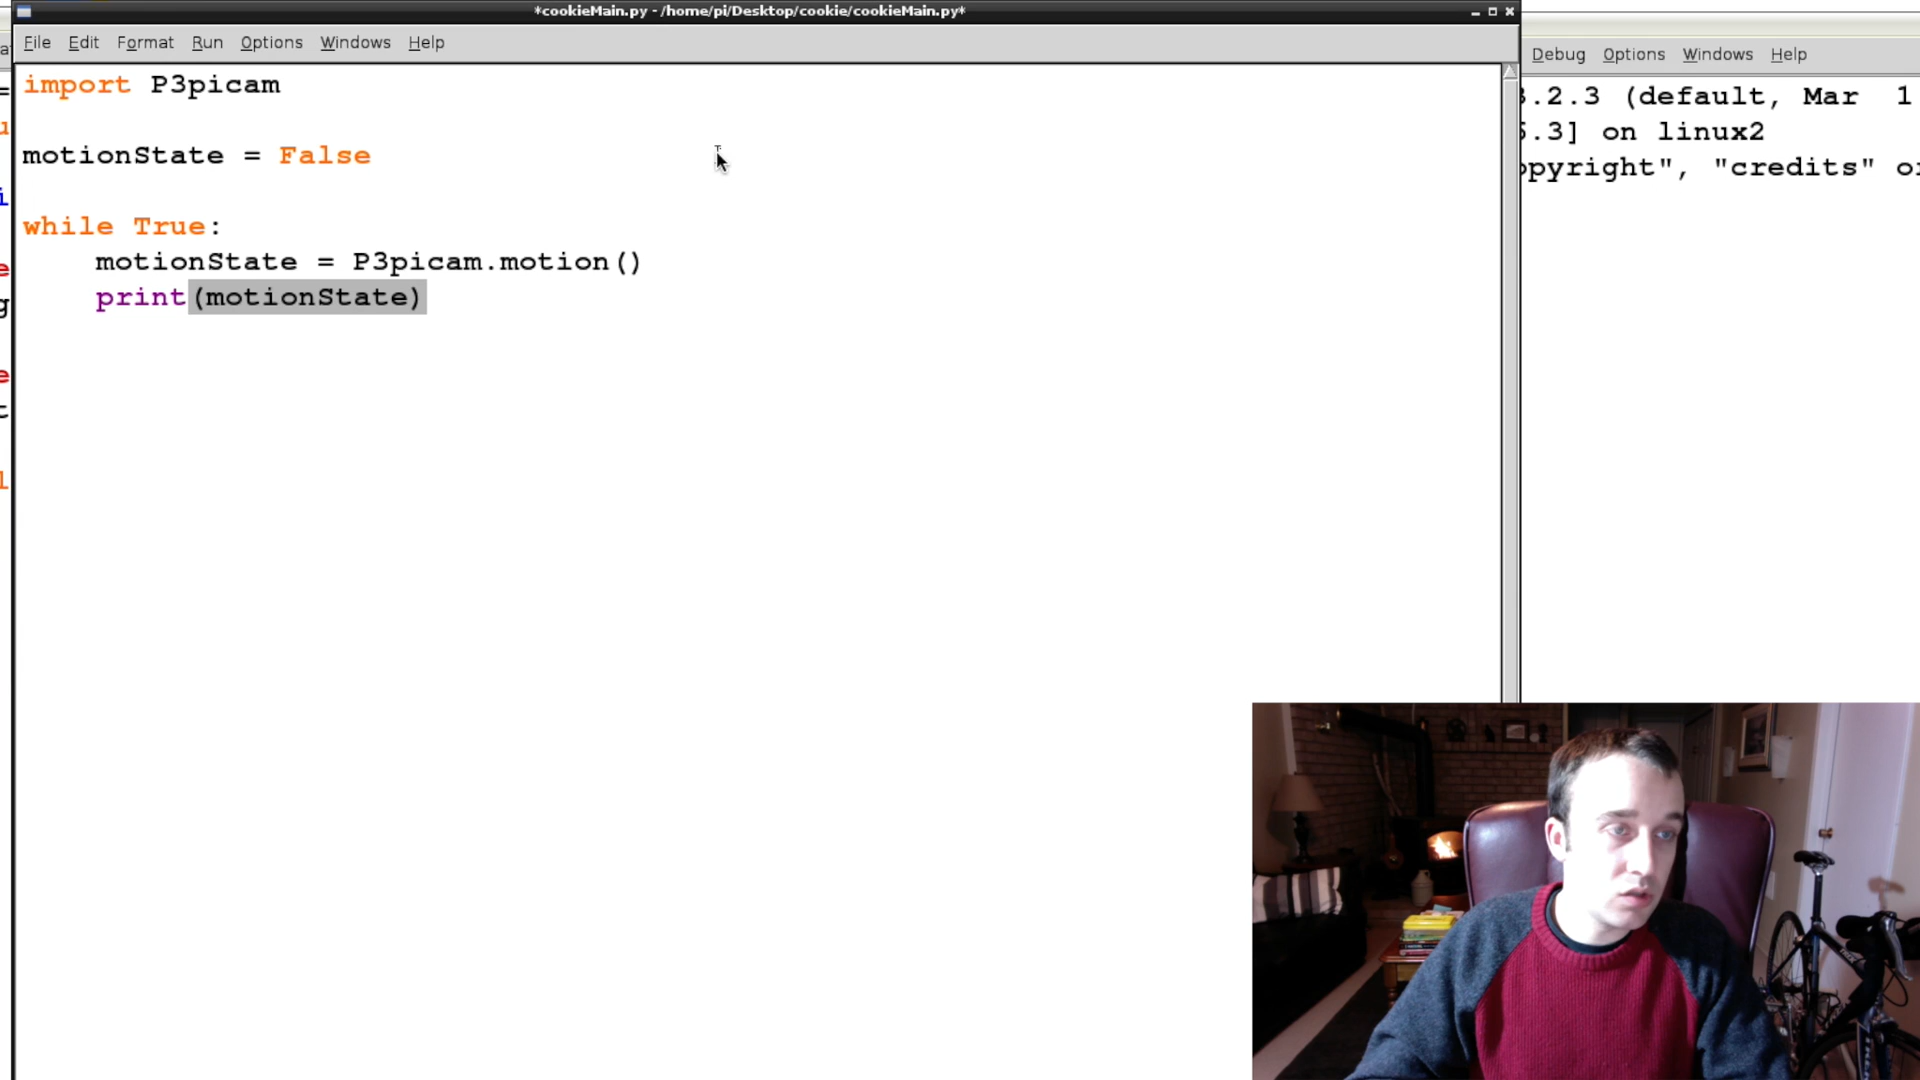 *cookieMain.py - /home/pi/Desktop/cookie/cookieMain.py*
File Edit Format Run Options Windows Help
import P3picam
motionState = False
while True:
motionState = P3picam.motion()
print(motionState)
Debug Options Windows Help
.2.3 (default, Mar 1
.3] on linux2
opyright", "credits" or